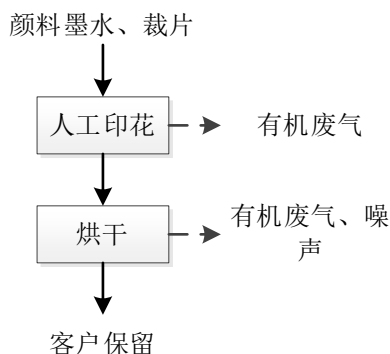 颜料墨水、裁片
人工印花
有机废气
烘干
有机废气、噪
声
客户保留